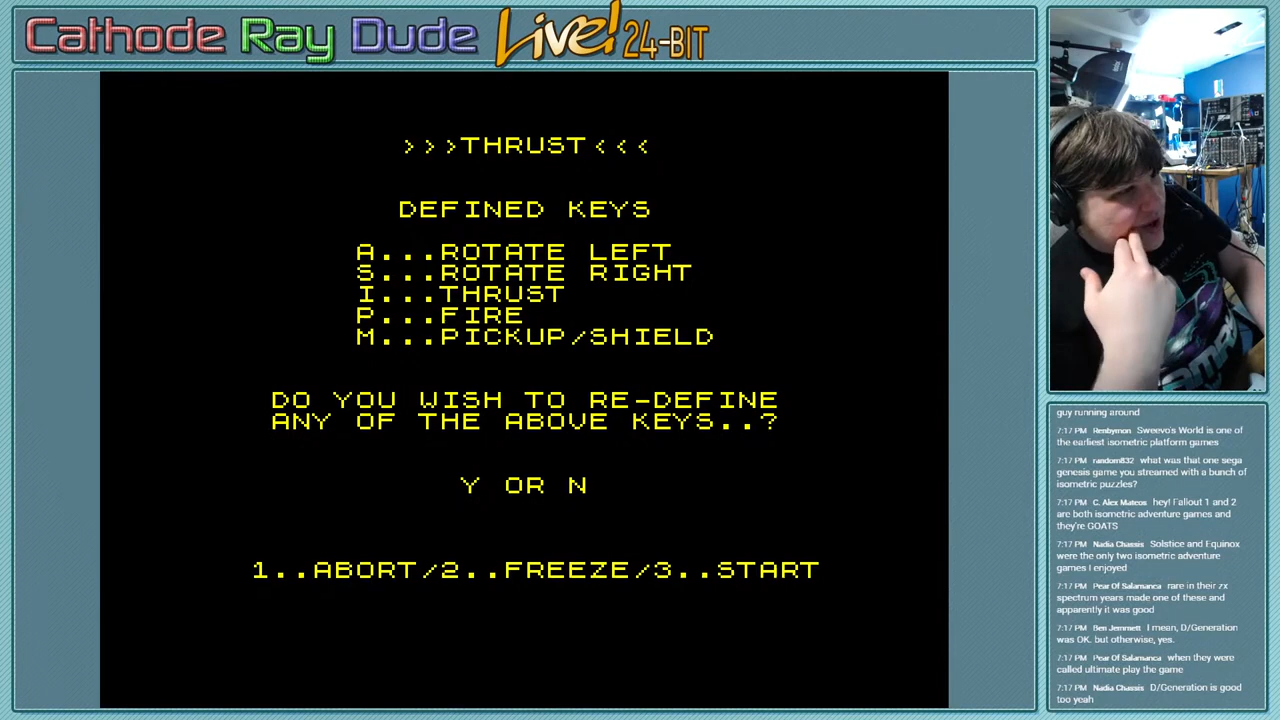 Cathode Ray Dude Live! 24-BIT
>>>THRUST<<<
DEFINED KEYS
A...ROTATE LEFT
S...ROTATE RIGHT
I...THRUST
P...FIRE
M...PICKUP/SHIELD
DO YOU WISH TO RE-DEFINE
ANY OF THE ABOVE KEYS..?
Y OR N
1..ABORT/2..FREEZE/3..START
guy running around
7:17 PM Renbymon Sweevo's World is one of
the earliest isometric platform games
7:17 PM random832 what was that one sega
genesis game you streamed with a bunch of
isometric puzzles?
7:17 PM C. Alex Mateos hey! Fallout 1 and 2
are both isometric adventure games and
they're GOATS
7:17 PM Nadia Chassis Solstice and Equinox
were the only two isometric adventure
games I enjoyed
7:17 PM Pear Of Salamanca rare in their zx
spectrum years made one of these and
apparently it was good
7:17 PM Ben Jemmett I mean, D/Generation
was OK. but otherwise, yes.
7:17 PM Pear Of Salamanca when they were
called ultimate play the game
7:17 PM Nadia Chassis D/Generation is good
too yeah